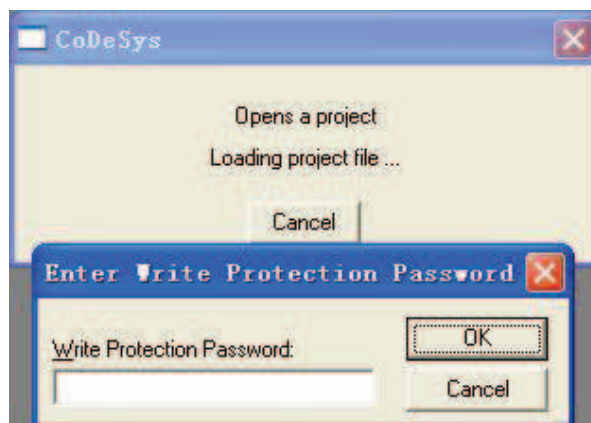 CoDeSys
Opens a project
Loading project file ...
Cancel
Enter Write Protection Password
OK
Write Protection Password:
Cancel